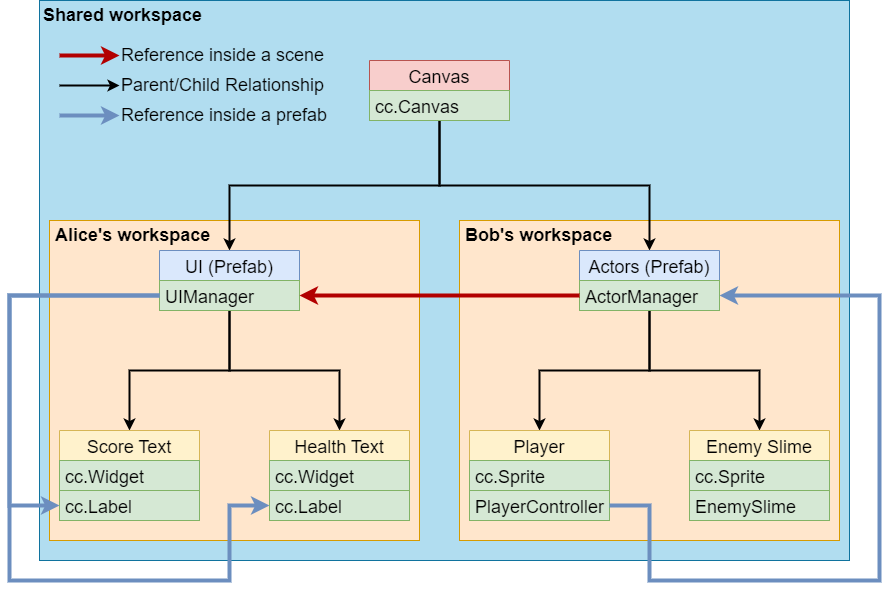 Shared workspace
Reference inside a scene
Parent/Child Relationship
Reference inside a prefab
Canvas
cc.Canvas
Alice's workspace
UI (Prefab)
UIManager
Score Text
cc.Widget
cc.Label
Health Text
cc.Widget
cc.Label
Bob's workspace
Actors (Prefab)
ActorManager
Player
cc.Sprite
PlayerController
Enemy Slime
cc.Sprite
EnemySlime